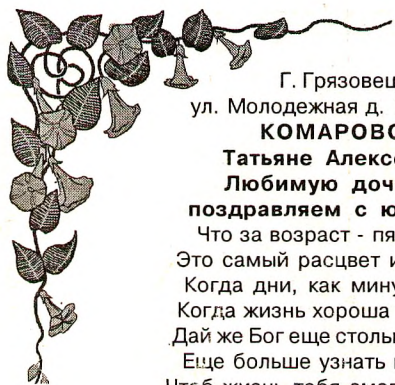 Г. Грязовец
ул. Молодежная д.
КОМАРОВО
Татьяне Алекс
Любимую доч
поздравляем с ю
Что за возраст - пя
Это самый расцвет и
Когда дни, как мину
Когда жизнь хороша
Дай же Бог еще столь
Еще больше узнать